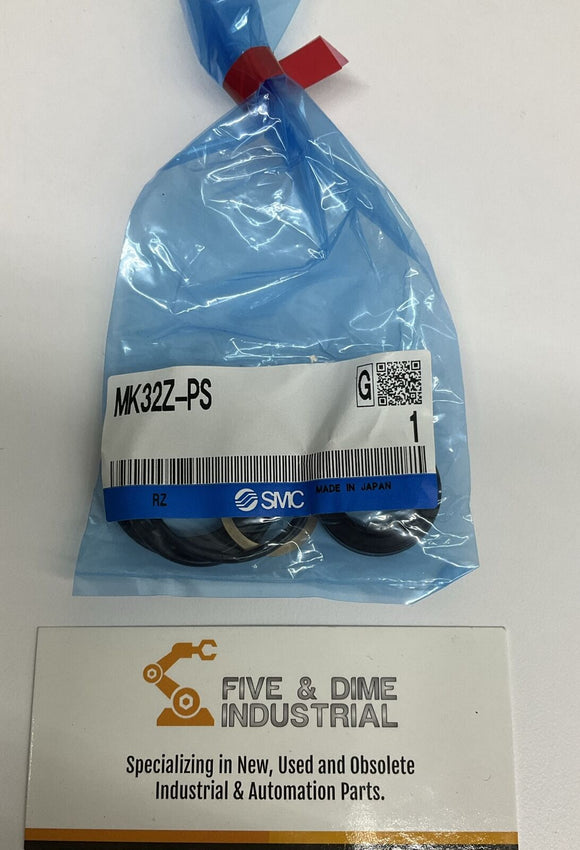 MK32Z-PS
G
1
RZ
SMC
MADE IN JAPAN
FIVE & DIME
INDUSTRIAL
Specializing in New, Used and Obsolete
Industrial & Automation Parts.